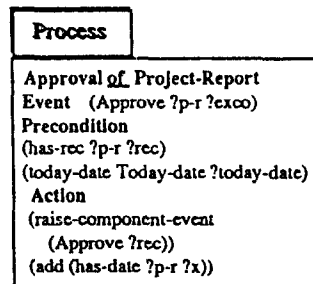 Process
Approval of Project-Report
Event (Approve ?p-r ?exco)
Precondition
(has-rec ?p-r ?rec)
(today-date Today-date ?today-date)
Action
(raise-component-event
(Approve ?rec))
(add (has-date ?p-r ?x))